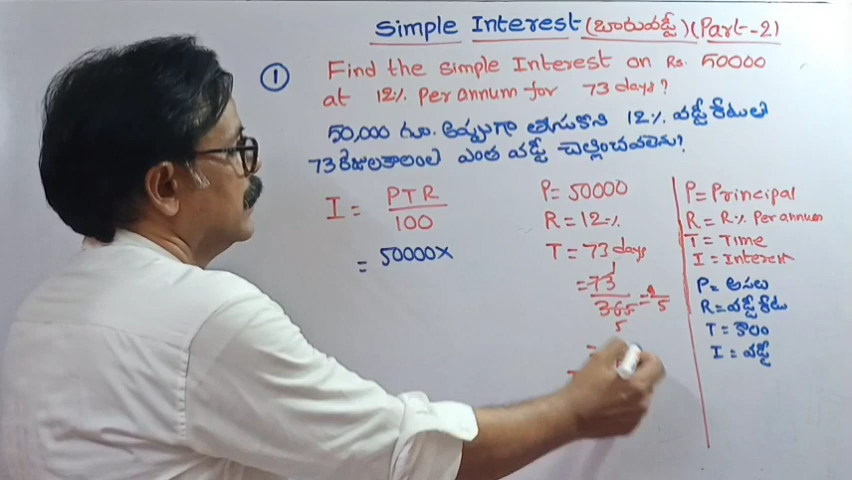 Simple Interest (బారువడ్డీ) (Part-2)
① Find the simple Interest on Rs. 50000
at 12% Per annum for 73 days?
50,000 రూ. అప్పుగా తీసుకొని 12% వడ్డీ రేటులో
73 రోజులకాలంలో ఎంత వడ్డీ చెల్లించవలెను?
I = PTR
100
= 50000×
P = 50000
R = 12%
T = 73 days
1
= 73
365 = 1/5
5
=
P = Principal
R = R% Per annum
T = Time
I = Interest
P = అసలు
R = వడ్డీ రేటు
T = కాలం
I = వడ్డీ